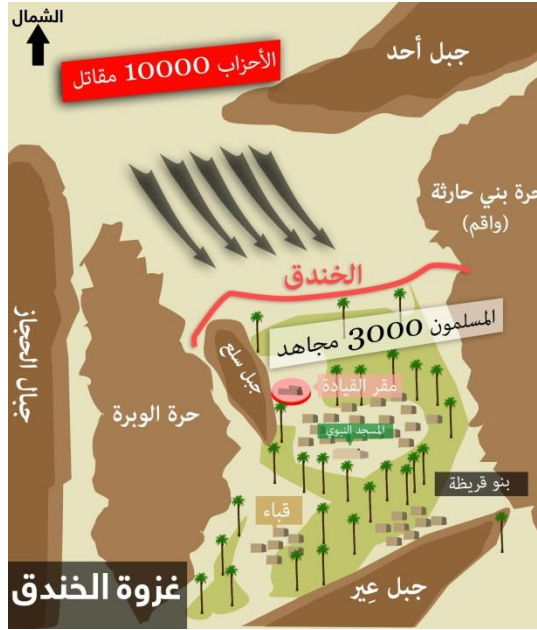 الشمال
الأحزاب 10000 مقاتل
جبل أحد
حرة بني حارثة
(واقم)
الخندق
المسلمون 3000 مجاهد
جبال الحجاز
حرة الوبرة
جبل سلع
مقر القيادة
المسجد النبوي
بنو قريظة
قباء
جبل عِير
غزوة الخندق